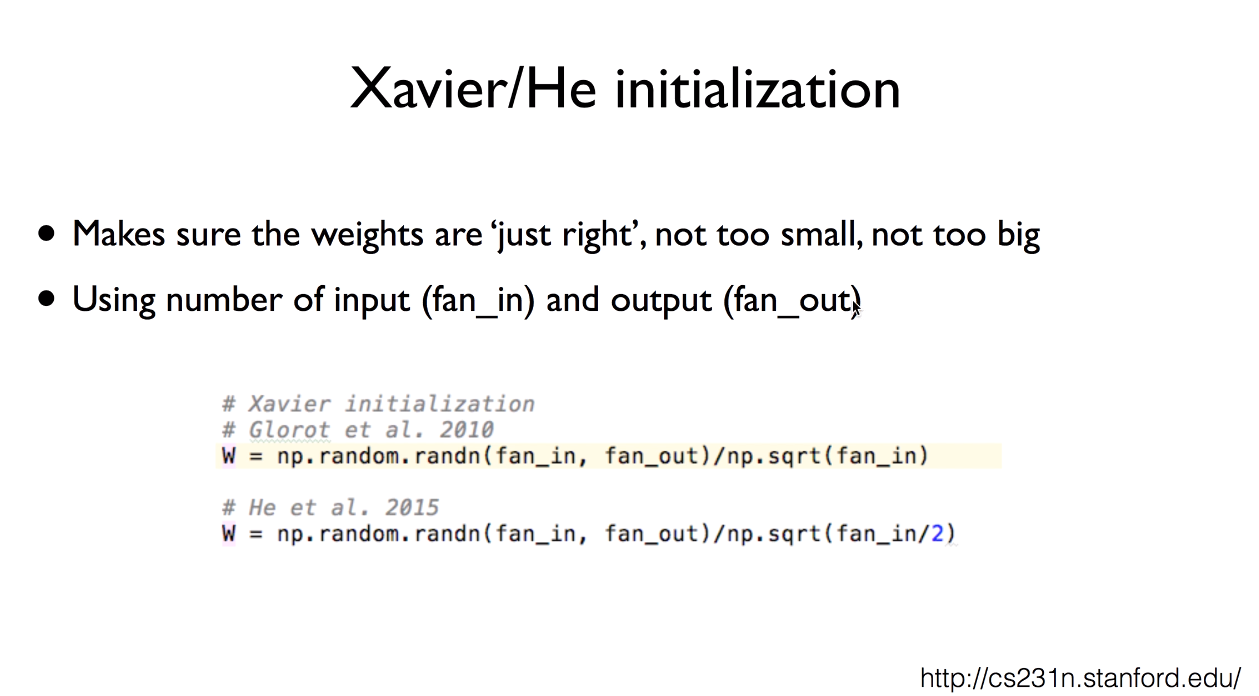 Xavier/He initialization
• Makes sure the weights are ‘just right’, not too small, not too big
• Using number of input (fan_in) and output (fan_out)
# Xavier initialization
# Glorot et al. 2010
W = np.random.randn(fan_in, fan_out)/np.sqrt(fan_in)
# He et al. 2015
W = np.random.randn(fan_in, fan_out)/np.sqrt(fan_in/2)
http://cs231n.stanford.edu/